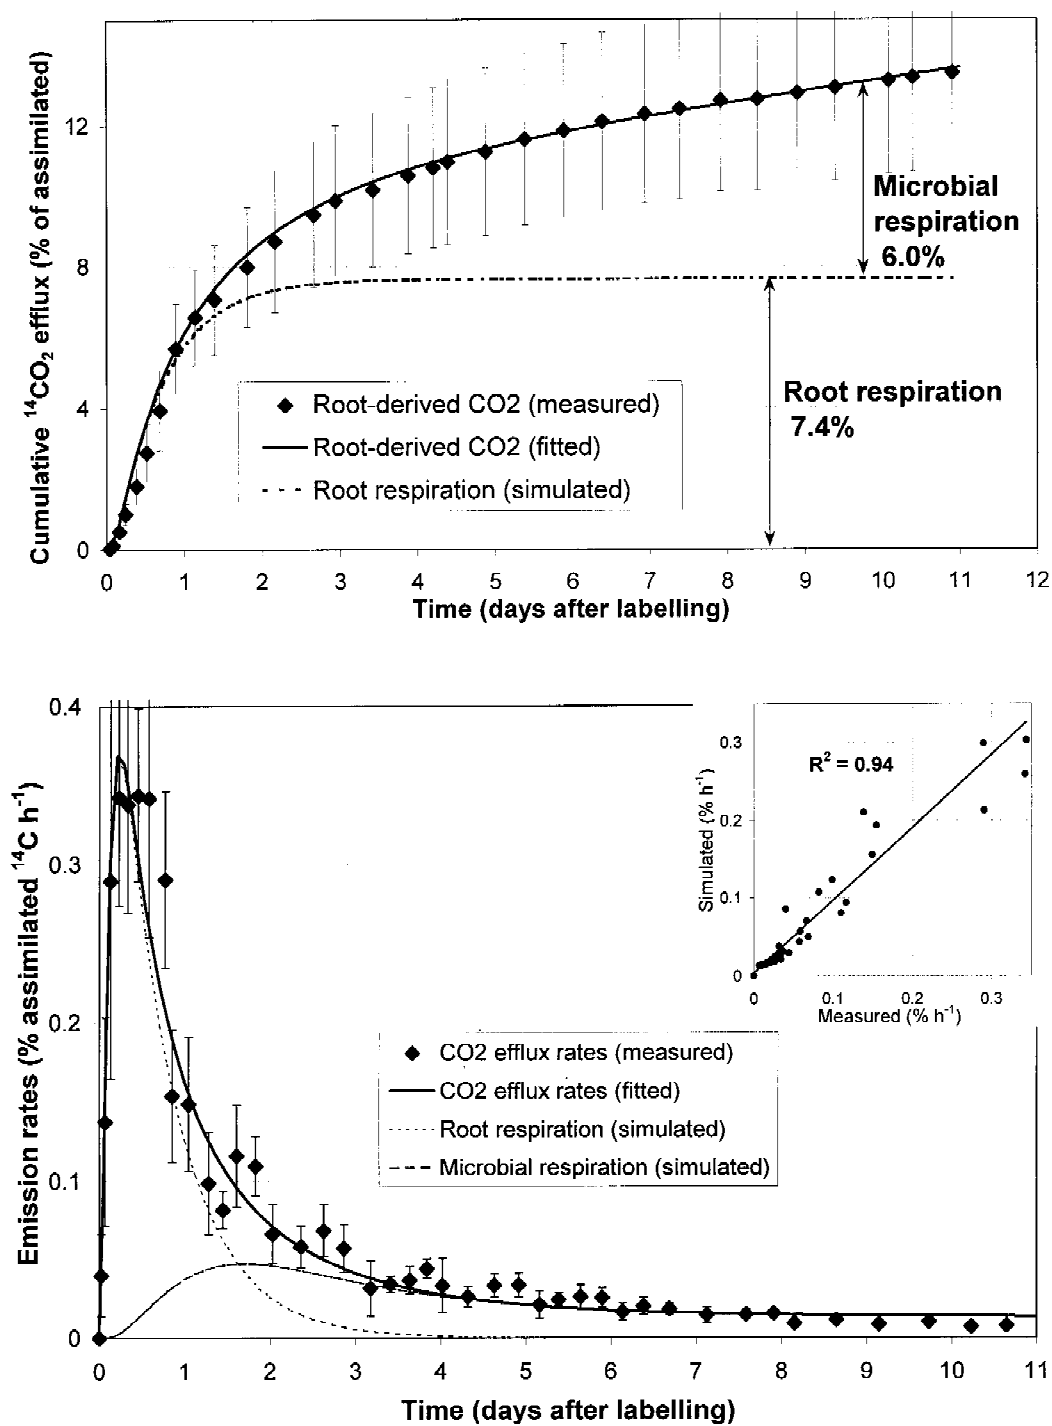 Cumulative ¹⁴CO₂ efflux (% of assimilated)
12
8
4
0
Microbial
respiration
6.0%
Root respiration
7.4%
Root-derived CO2 (measured)
Root-derived CO2 (fitted)
Root respiration (simulated)
0 1 2 3 4 5 6 7 8 9 10 11 12
Time (days after labelling)
Emission rates (% assimilated ¹⁴C h⁻¹)
0.4
0.3
0.2
0.1
0
Simulated (% h⁻¹)
0.3
0.2
0.1
0
R² = 0.94
0 0.1 0.2 0.3
Measured (% h⁻¹)
CO2 efflux rates (measured)
CO2 efflux rates (fitted)
Root respiration (simulated)
Microbial respiration (simulated)
0 1 2 3 4 5 6 7 8 9 10 11
Time (days after labelling)